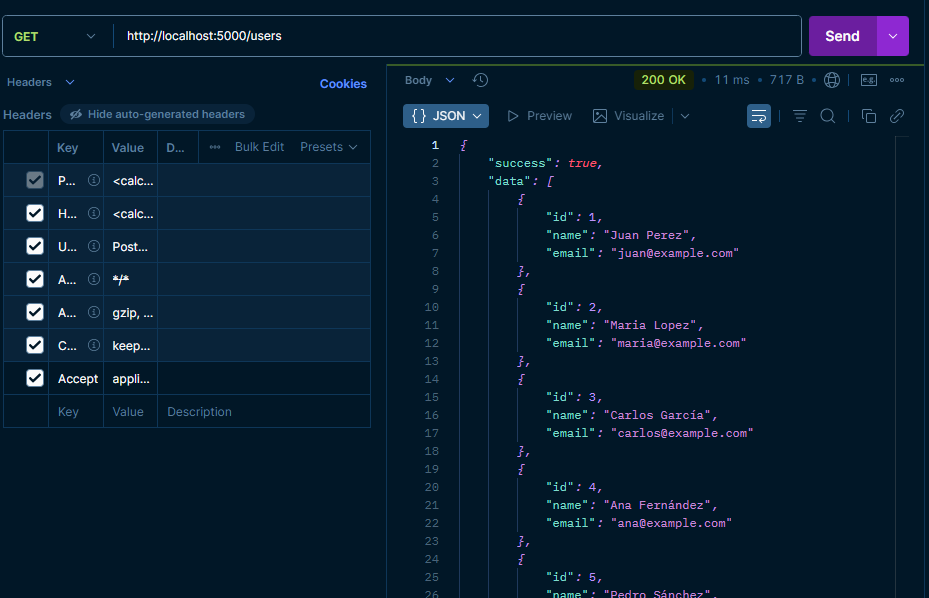 GET http://localhost:5000/users Send
Headers Cookies
Headers Hide auto-generated headers
Key Value D... ••• Bulk Edit Presets
P... <calc...
H... <calc...
U... Post...
A... */*
A... gzip, ...
C... keep...
Accept appli...
Key Value Description
Body 200 OK • 11 ms • 717 B • e.g. •••
{} JSON Preview Visualize
1 {
2 "success": true,
3 "data": [
4 {
5 "id": 1,
6 "name": "Juan Perez",
7 "email": "juan@example.com"
8 },
9 {
10 "id": 2,
11 "name": "Maria Lopez",
12 "email": "maria@example.com"
13 },
14 {
15 "id": 3,
16 "name": "Carlos García",
17 "email": "carlos@example.com"
18 },
19 {
20 "id": 4,
21 "name": "Ana Fernández",
22 "email": "ana@example.com"
23 },
24 {
25 "id": 5,
26 "name": "Pedro Sánchez",